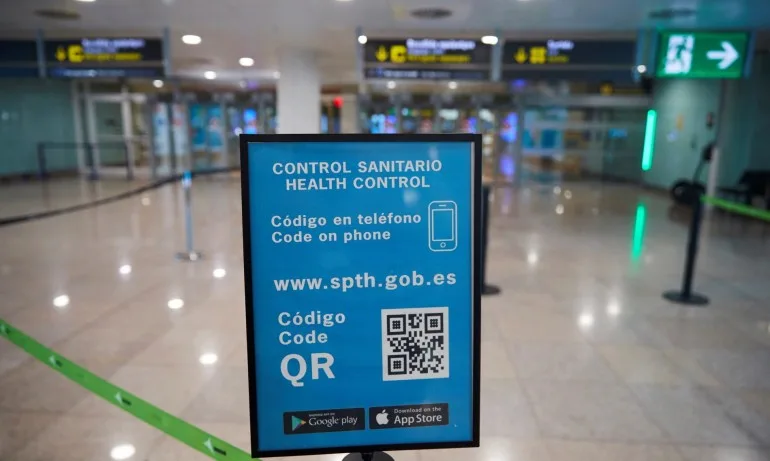 CONTROL SANITARIO
HEALTH CONTROL
Código en teléfono
Code on phone
www.spth.gob.es
Código
Code
QR
Google play
Download on the
App Store